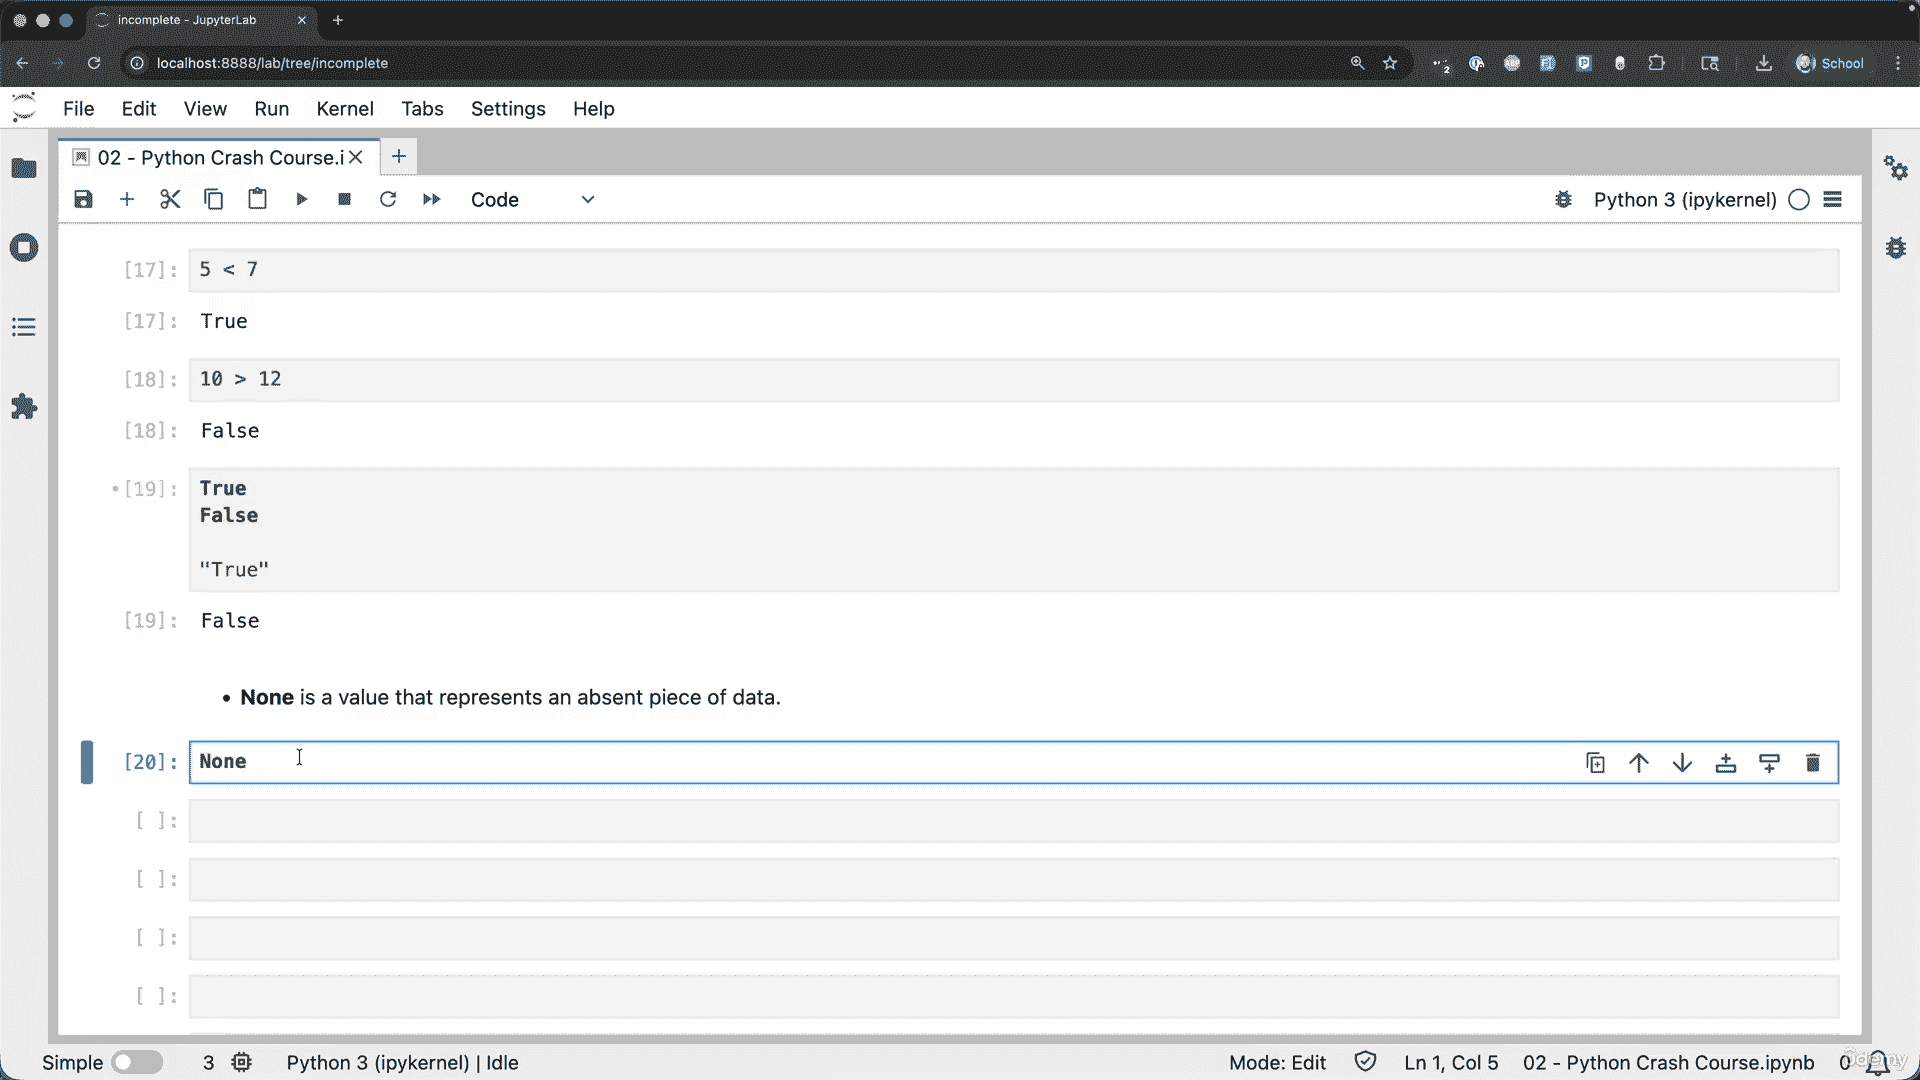 incomplete - JupyterLab
localhost:8888/lab/tree/incomplete
2
School
File Edit View Run Kernel Tabs Settings Help
02 - Python Crash Course.i
Code
Python 3 (ipykernel)
[17]: 5 < 7
[17]: True
[18]: 10 > 12
[18]: False
[19]: True
False
"True"
[19]: False
• None is a value that represents an absent piece of data.
[20]: None
[ ]:
[ ]:
[ ]:
[ ]:
Simple 3 Python 3 (ipykernel) | Idle Mode: Edit Ln 1, Col 5 02 - Python Crash Course.ipynb 0